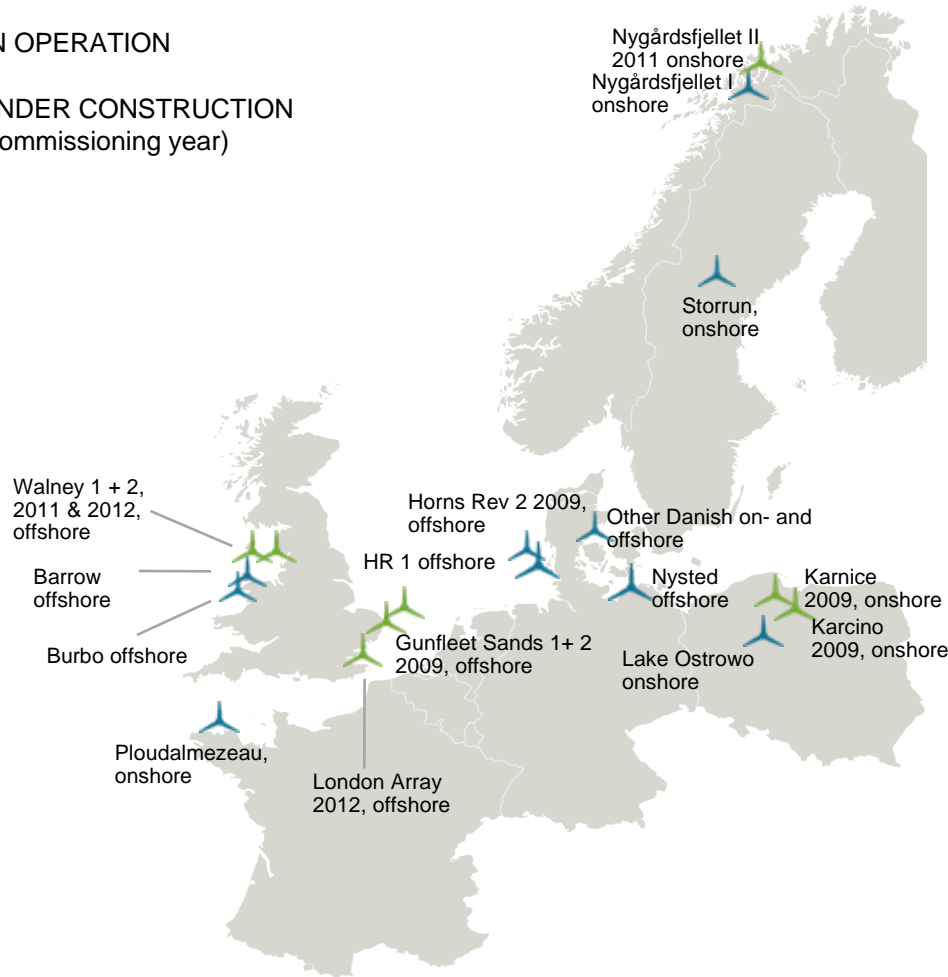 N OPERATION
NDER CONSTRUCTION
ommissioning year)
Nygårdsfjellet II
2011 onshore
Nygårdsfjellet I
onshore
Storrun,
onshore
Walney 1 + 2,
2011 & 2012,
offshore
Horns Rev 2 2009,
offshore
Other Danish on- and
offshore
HR 1 offshore
Barrow
offshore
Nysted
offshore
Karnice
2009, onshore
Karcino
2009, onshore
Burbo offshore
Gunfleet Sands 1+ 2
2009, offshore
Lake Ostrowo
onshore
Ploudalmezeau,
onshore
London Array
2012, offshore